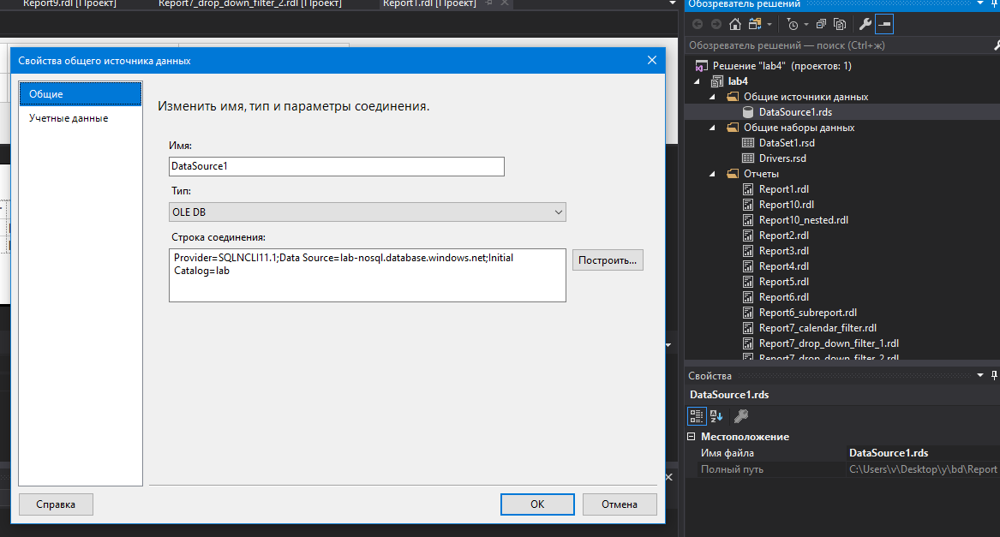 Report9.rdl [Проект]
Report7_drop_down_filter_2.rdl [Проект]
Report1.rdl [Проект]
Свойства общего источника данных
Общие
Учетные данные
Изменить имя, тип и параметры соединения.
Имя:
DataSource1
Тип:
OLE DB
Строка соединения:
Provider=SQLNCLI11.1;Data Source=lab-nosql.database.windows.net;Initial
Catalog=lab
Построить...
Справка
ОК
Отмена
Обозреватель решений
Обозреватель решений — поиск (Ctrl+ж)
Решение "lab4" (проектов: 1)
lab4
Общие источники данных
DataSource1.rds
Общие наборы данных
DataSet1.rsd
Drivers.rsd
Отчеты
Report1.rdl
Report10.rdl
Report10_nested.rdl
Report2.rdl
Report3.rdl
Report4.rdl
Report5.rdl
Report6.rdl
Report6_subreport.rdl
Report7_calendar_filter.rdl
Report7_drop_down_filter_1.rdl
Report7_drop_down_filter_2.rdl
Свойства
DataSource1.rds
Местоположение
Имя файла
DataSource1.rds
Полный путь
C:\Users\v\Desktop\y\bd\Report